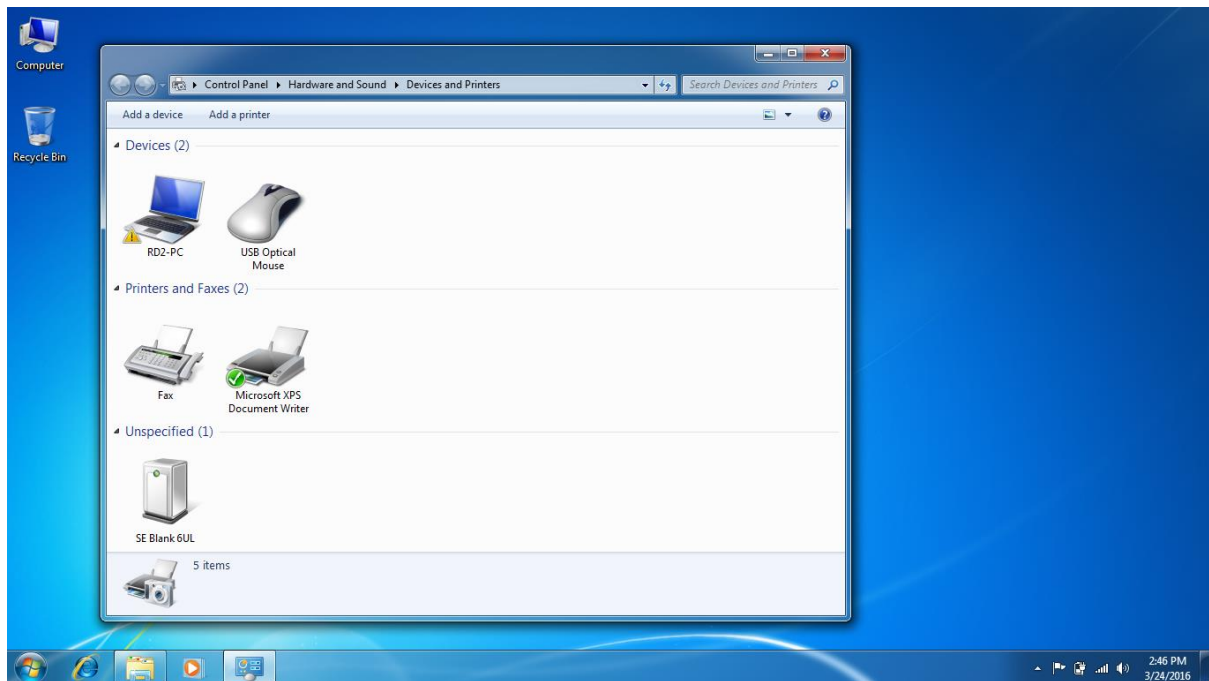 Computer
Recycle Bin
Control Panel Hardware and Sound Devices and Printers
Search Devices and Printers
Add a device Add a printer
Devices (2)
RD2-PC
USB Optical
Mouse
Printers and Faxes (2)
Fax
Microsoft XPS
Document Writer
Unspecified (1)
SE Blank 6UL
5 items
2:46 PM
3/24/2016